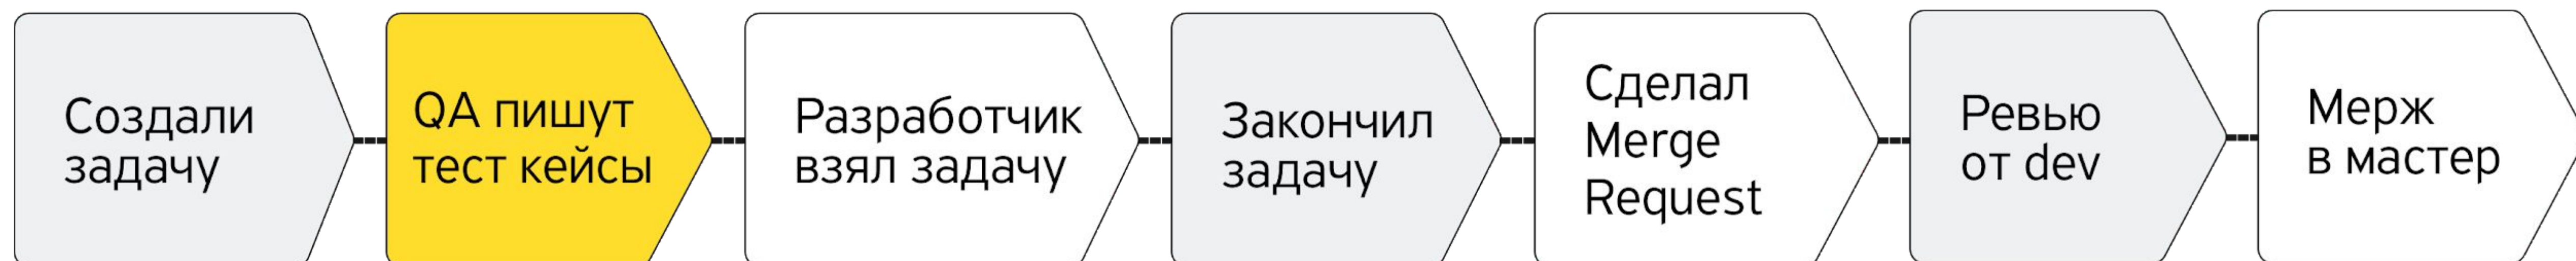 Создали
задачу
QA пишут
тест кейсы
Разработчик
взял задачу
Закончил
задачу
Сделал
Merge
Request
Ревью
от dev
Мерж
в мастер